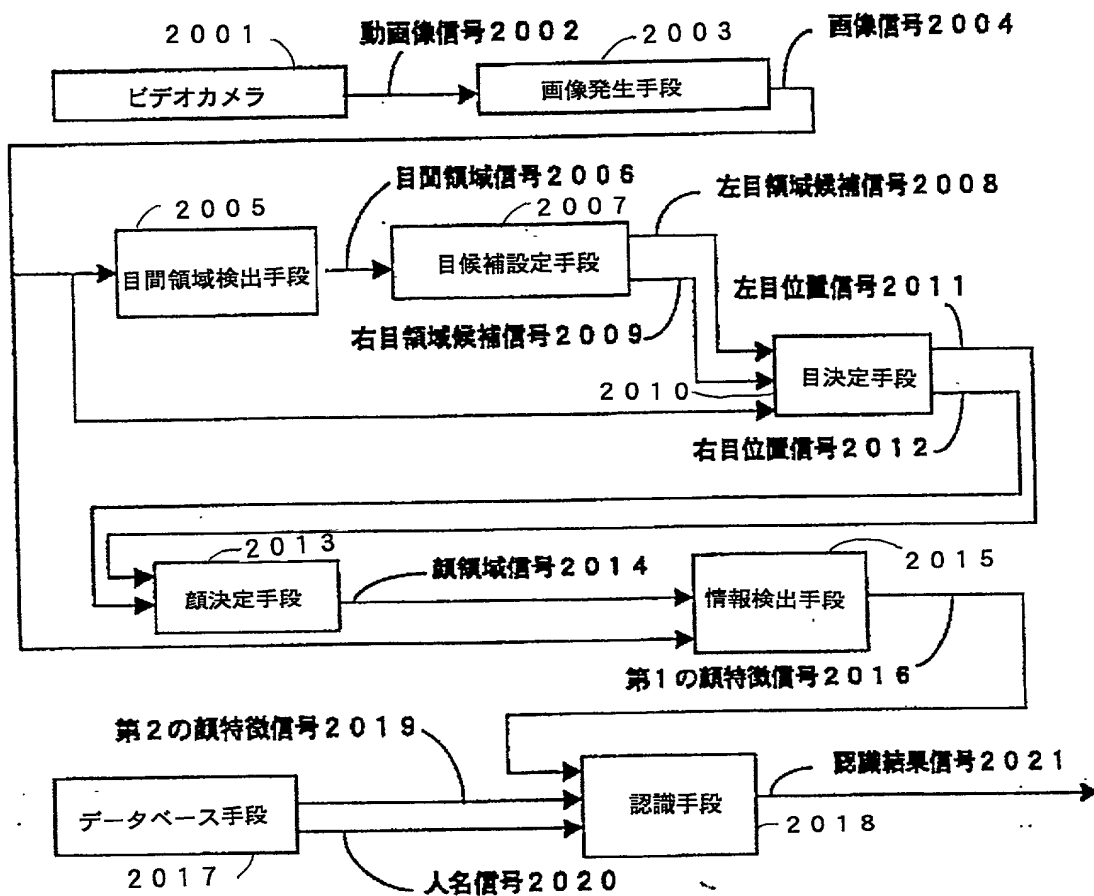 ２００１
動画像信号２００２
２００３
画像信号２００４
ビデオカメラ
画像発生手段
目間領域信号２００６
左目領域候補信号２００８
２００５
２００７
目間領域検出手段
目候補設定手段
左目位置信号２０１１
右目領域候補信号２００９
目決定手段
２０１０
右目位置信号２０１２
２０１３
顔領域信号２０１４
２０１５
顔決定手段
情報検出手段
第１の顔特徴信号２０１６
第２の顔特徴信号２０１９
認識結果信号２０２１
データベース手段
認識手段
２０１８
２０１７
人名信号２０２０